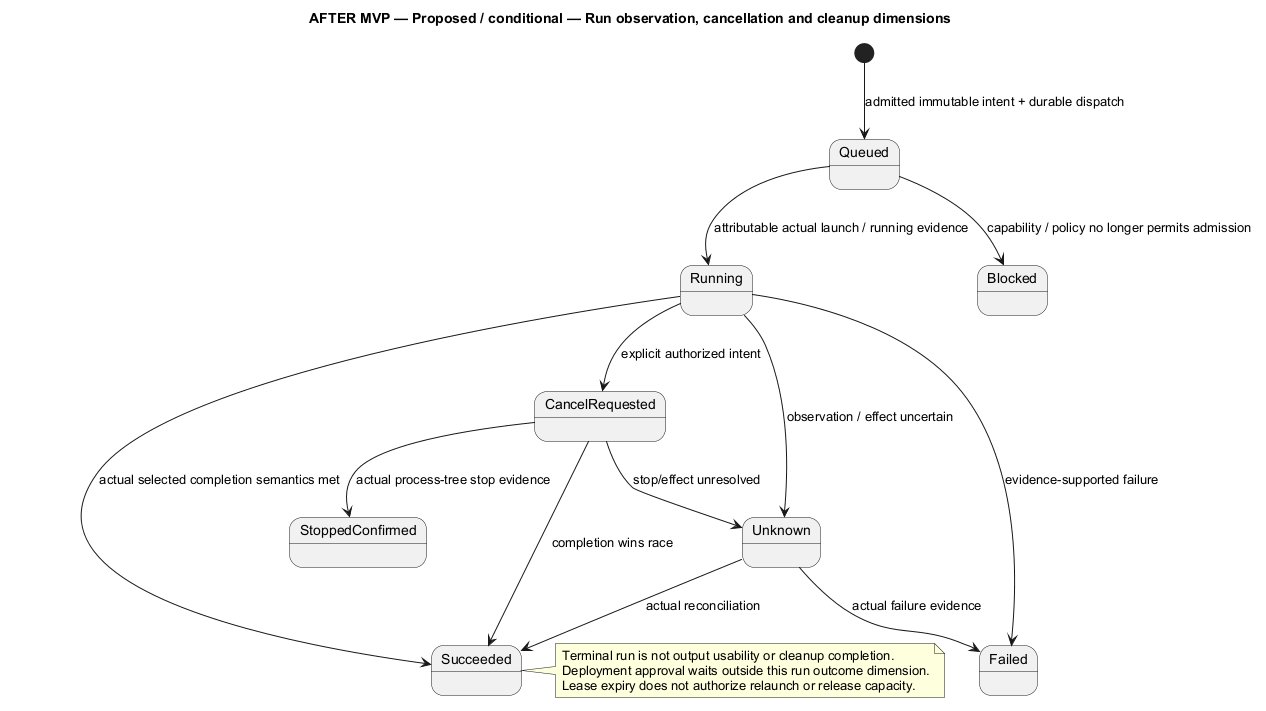 AFTER MVP — Proposed / conditional — Run observation, cancellation and cleanup dimensions
admitted immutable intent + durable dispatch
Queued
attributable actual launch / running evidence
capability / policy no longer permits admission
Running
Blocked
explicit authorized intent
CancelRequested
observation / effect uncertain
actual selected completion semantics met
actual process-tree stop evidence
stop/effect unresolved
evidence-supported failure
StoppedConfirmed
Unknown
completion wins race
actual reconciliation
actual failure evidence
Succeeded
Terminal run is not output usability or cleanup completion.
Deployment approval waits outside this run outcome dimension.
Lease expiry does not authorize relaunch or release capacity.
Failed